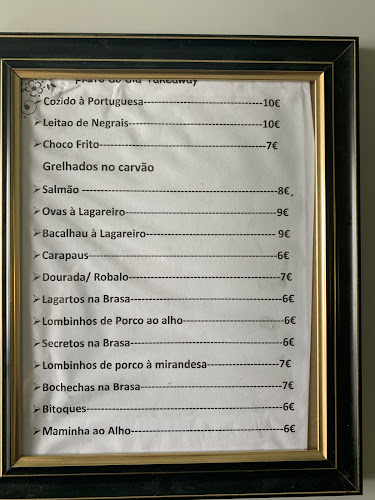 Prato do dia Takeaway
➢Cozido à Portuguesa------------------------------------10€
➢Leitao de Negrais----------------------------------------10€
➢Choco Frito--------------------------------------------------7€
Grelhados no carvão
➢Salmão -----------------------------------------------------------8€
➢Ovas à Lagareiro---------------------------------------------9€
➢Bacalhau à Lagareiro--------------------------------------- 9€
➢Carapaus--------------------------------------------------------6€
➢Dourada/ Robalo---------------------------------------------7€
➢Lagartos na Brasa---------------------------------------------6€
➢Lombinhos de Porco ao alho------------------------------6€
➢Secretos na Brasa---------------------------------------------6€
➢Lombinhos de porco à mirandesa----------------------7€
➢Bochechas na Brasa------------------------------------------7€
➢Bitoques-----------------------------------------------------------6€
➢Maminha ao Alho---------------------------------------------6€